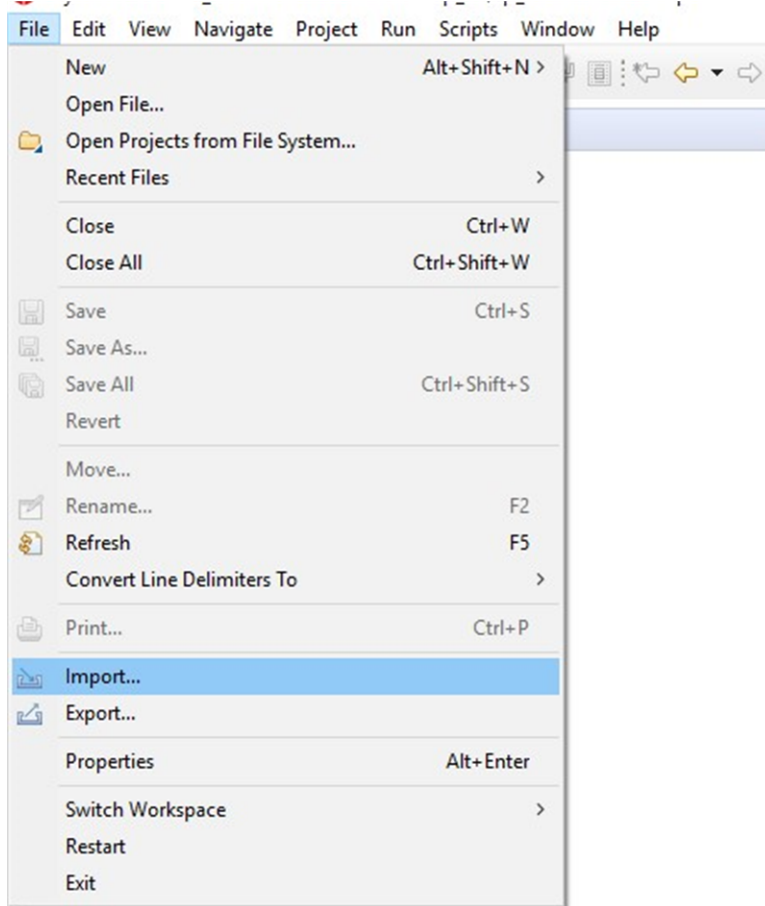 File Edit View Navigate Project Run Scripts Window Help
New Alt+Shift+N >
Open File...
Open Projects from File System...
Recent Files >
Close Ctrl+W
Close All Ctrl+Shift+W
Save Ctrl+S
Save As...
Save All Ctrl+Shift+S
Revert
Move...
Rename... F2
Refresh F5
Convert Line Delimiters To >
Print... Ctrl+P
Import...
Export...
Properties Alt+Enter
Switch Workspace >
Restart
Exit